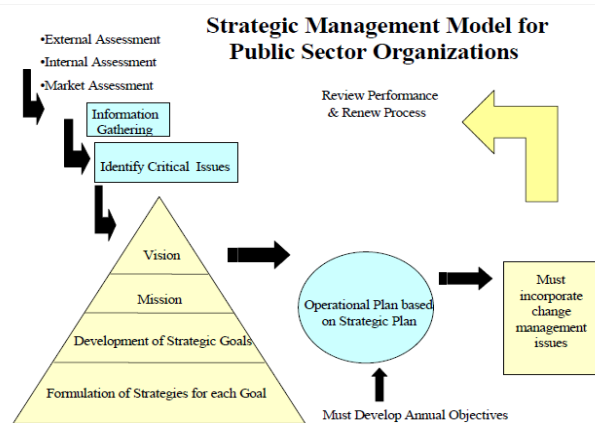 Strategic Management Model for
Public Sector Organizations
•External Assessment
•Internal Assessment
•Market Assessment
Information
Gathering
Identify Critical Issues
Review Performance
& Renew Process
Vision
Mission
Development of Strategic Goals
Formulation of Strategies for each Goal
Operational Plan based
on Strategic Plan
Must Develop Annual Objectives
Must
incorporate
change
management
issues